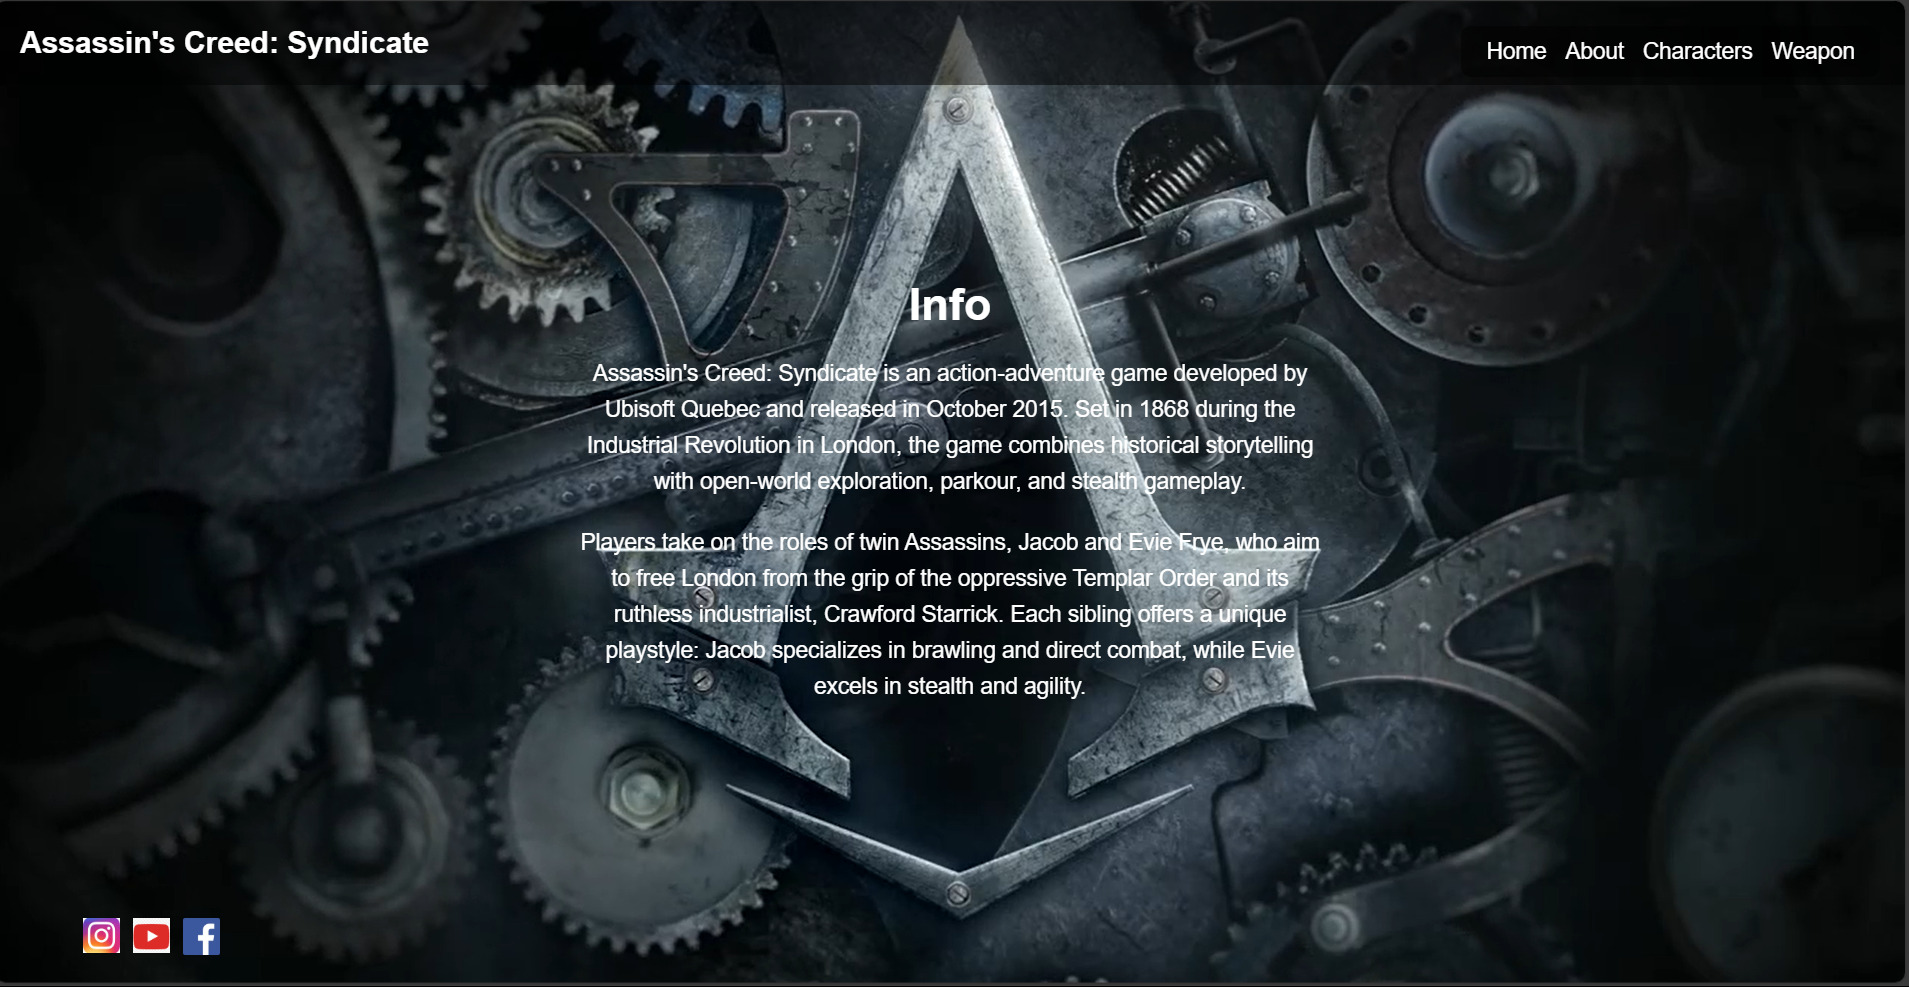 Assassin's Creed: Syndicate
Home About Characters Weapon
Info
Assassin's Creed: Syndicate is an action-adventure game developed by
Ubisoft Quebec and released in October 2015. Set in 1868 during the
Industrial Revolution in London, the game combines historical storytelling
with open-world exploration, parkour, and stealth gameplay.
Players take on the roles of twin Assassins, Jacob and Evie Frye, who aim
to free London from the grip of the oppressive Templar Order and its
ruthless industrialist, Crawford Starrick. Each sibling offers a unique
playstyle: Jacob specializes in brawling and direct combat, while Evie
excels in stealth and agility.